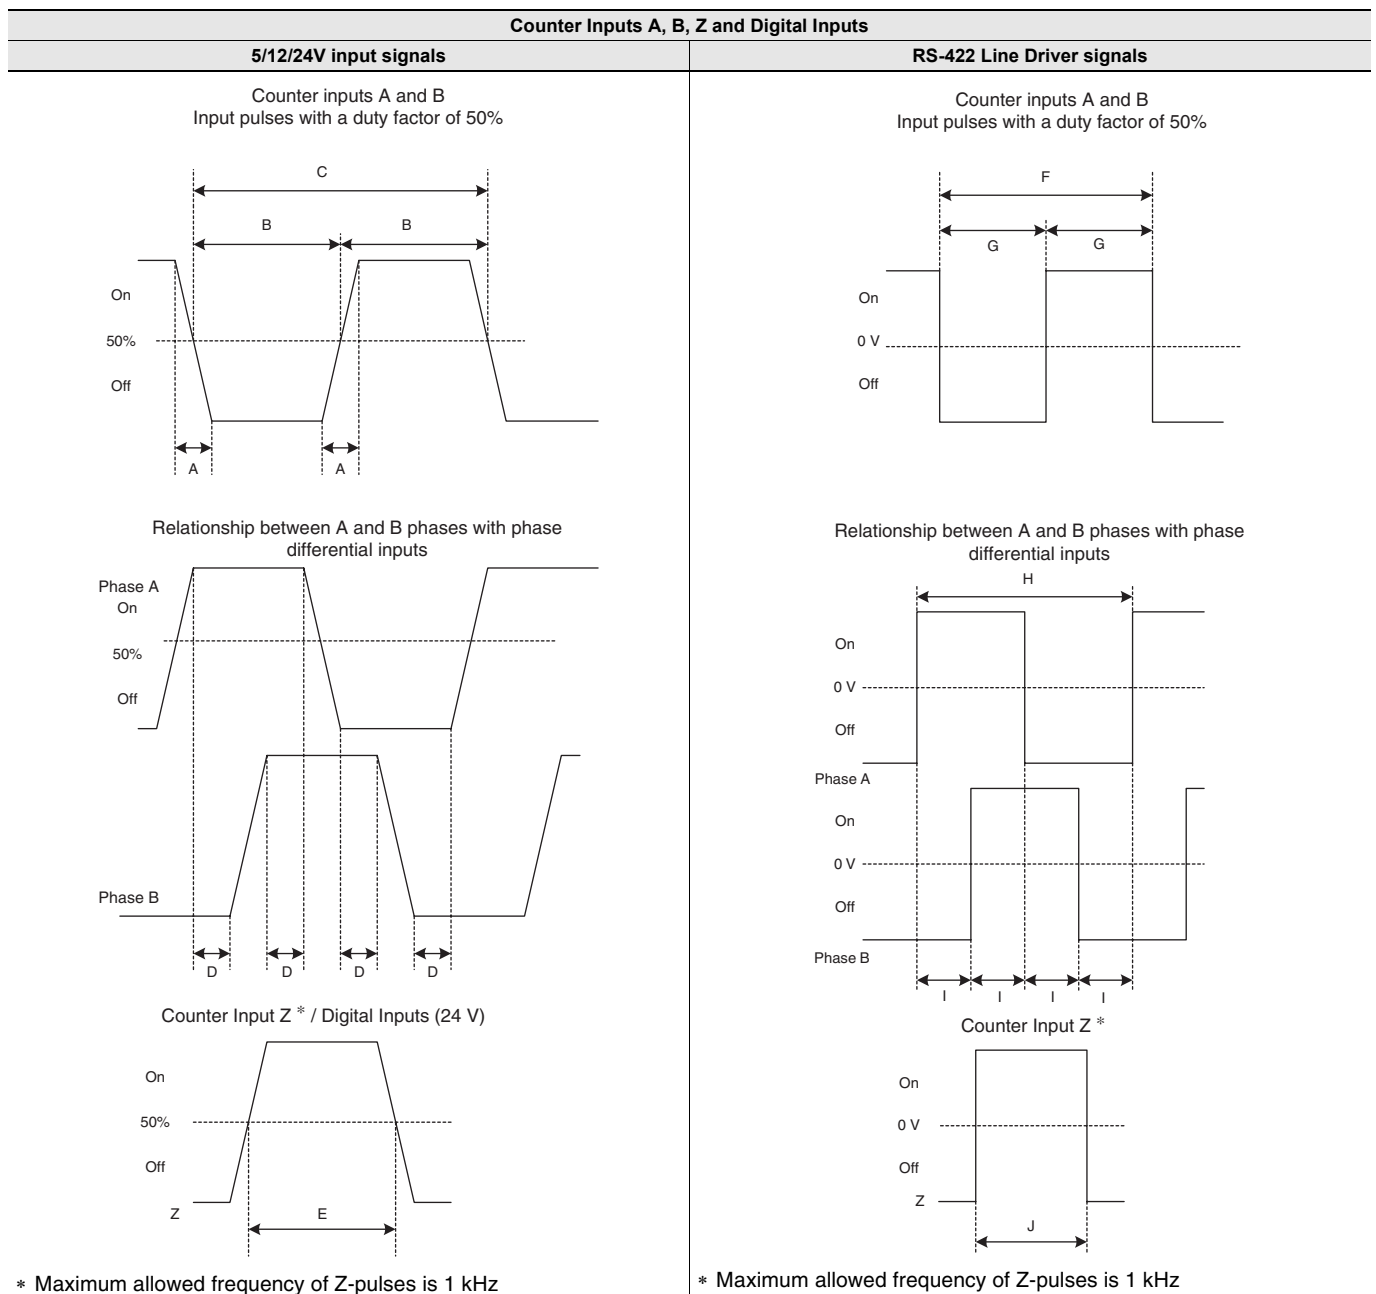 Counter Inputs A, B, Z and Digital Inputs
5/12/24V input signals
RS-422 Line Driver signals
Counter inputs A and B
Input pulses with a duty factor of 50%
C
B B
On
50%
Off
A A
Relationship between A and B phases with phase
differential inputs
Phase A
On
50%
Off
Phase B
D D D D
Counter Input Z * / Digital Inputs (24 V)
On
50%
Off
Z
E
* Maximum allowed frequency of Z-pulses is 1 kHz
Counter inputs A and B
Input pulses with a duty factor of 50%
F
G G
On
0 V
Off
Relationship between A and B phases with phase
differential inputs
H
On
0 V
Off
Phase A
On
0 V
Off
Phase B
I I I I
Counter Input Z *
On
0 V
Off
Z
J
* Maximum allowed frequency of Z-pulses is 1 kHz